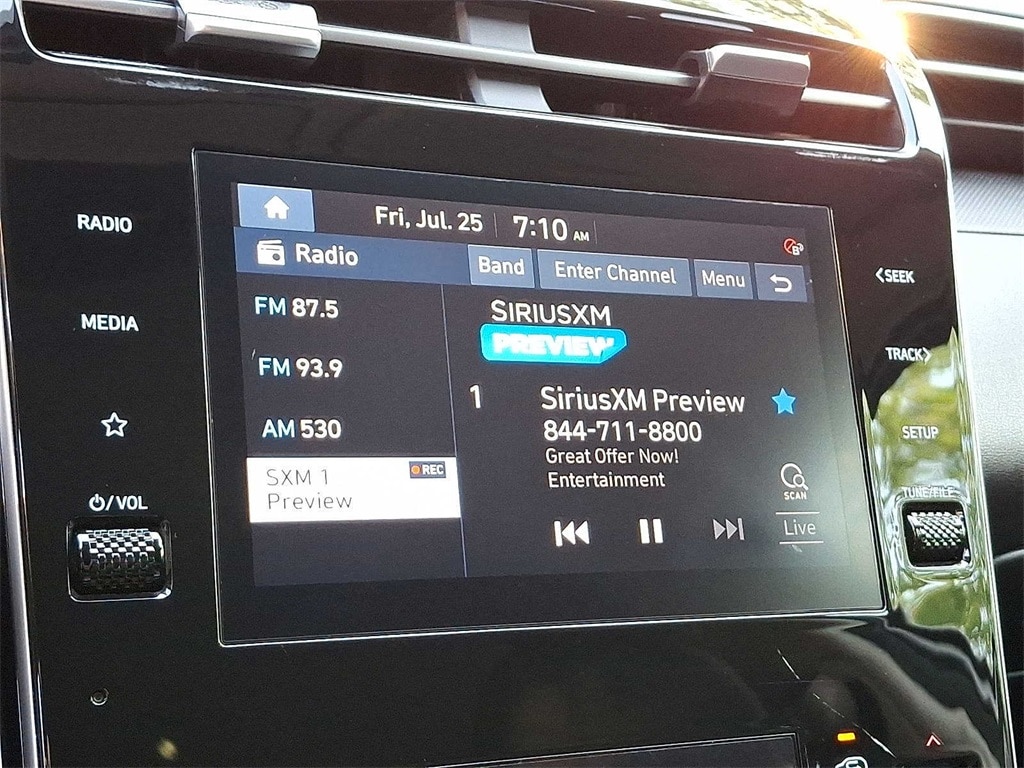 RADIO
MEDIA
⏻/VOL
Fri, Jul. 25 7:10 AM
Radio
Band
Enter Channel
Menu
FM 87.5
FM 93.9
AM 530
SXM 1
REC
Preview
SIRIUSXM
PREVIEW
1
SiriusXM Preview
844-711-8800
Great Offer Now!
Entertainment
SCAN
Live
<SEEK
TRACK>
SETUP
TUNE/FILE